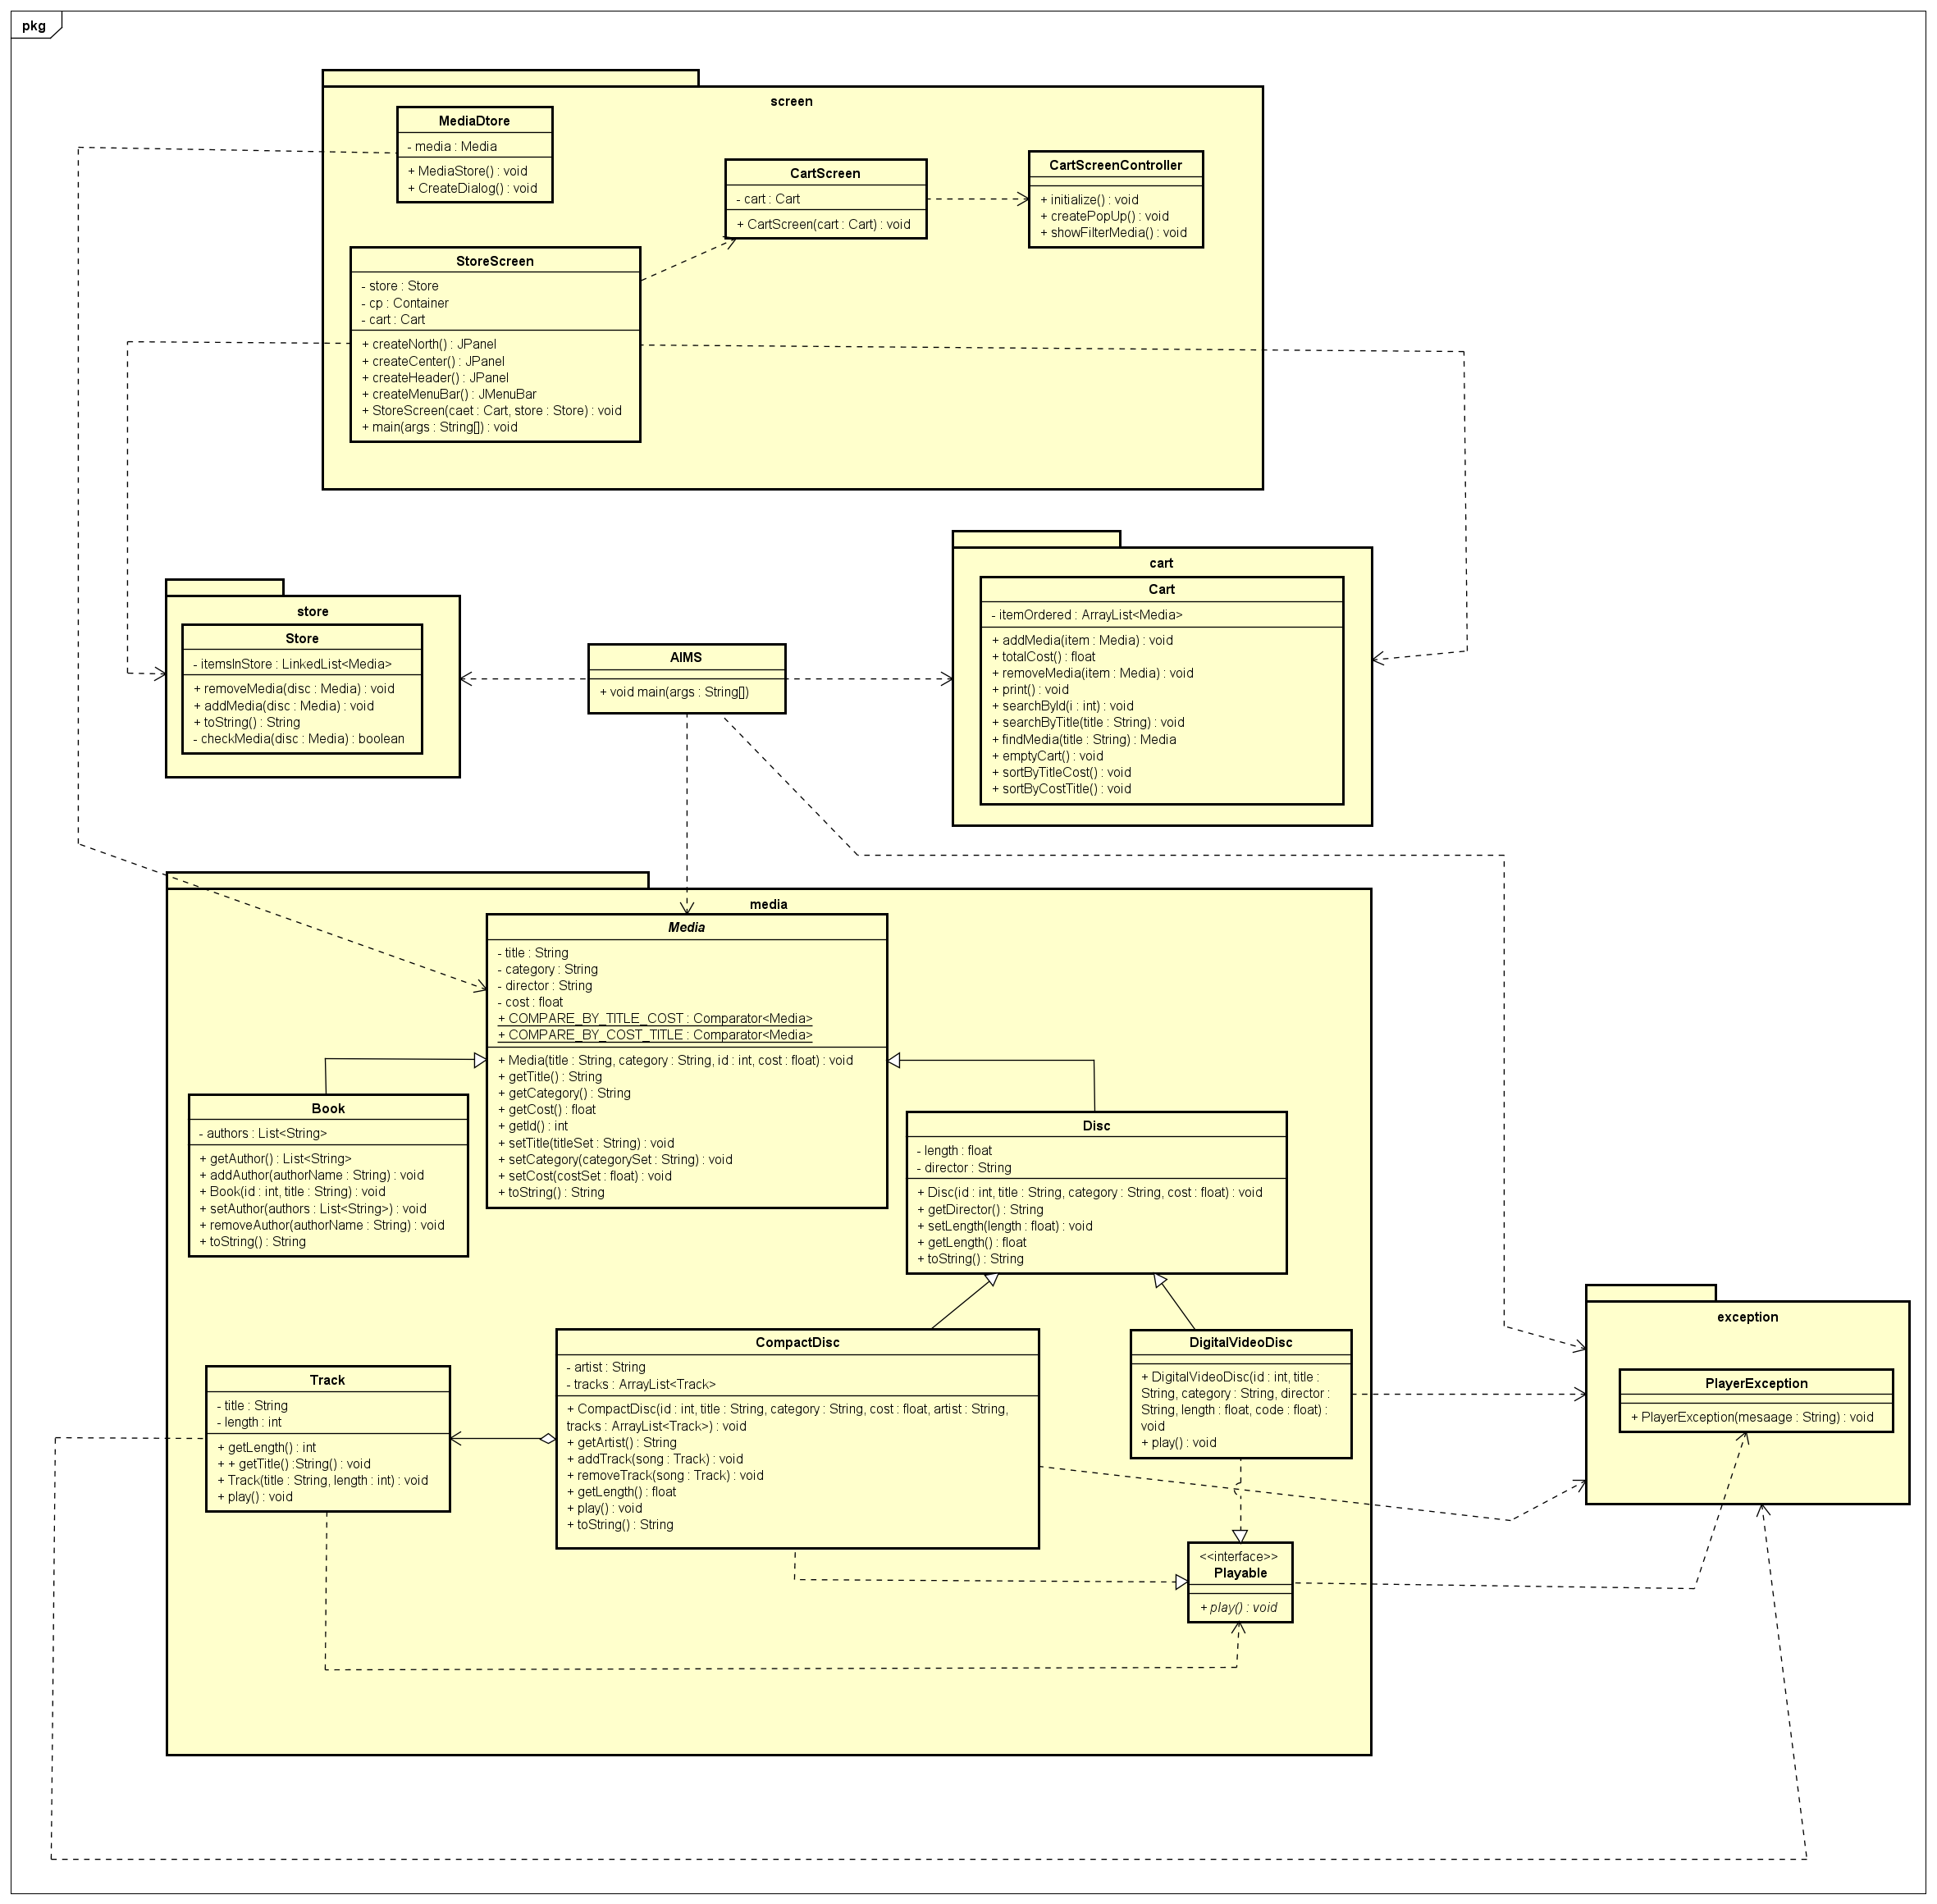 pkg
screen
MediaDtore
- media : Media
+ MediaStore() : void
+ CreateDialog() : void
CartScreen
- cart : Cart
+ CartScreen(cart : Cart) : void
CartScreenController
+ initialize() : void
+ createPopUp() : void
+ showFilterMedia() : void
StoreScreen
- store : Store
- cp : Container
- cart : Cart
+ createNorth() : JPanel
+ createCenter() : JPanel
+ createHeader() : JPanel
+ createMenuBar() : JMenuBar
+ StoreScreen(caet : Cart, store : Store) : void
+ main(args : String[]) : void
store
Store
- itemsInStore : LinkedList<Media>
+ removeMedia(disc : Media) : void
+ addMedia(disc : Media) : void
+ toString() : String
- checkMedia(disc : Media) : boolean
AIMS
+ void main(args : String[])
cart
Cart
- itemOrdered : ArrayList<Media>
+ addMedia(item : Media) : void
+ totalCost() : float
+ removeMedia(item : Media) : void
+ print() : void
+ searchById(i : int) : void
+ searchByTitle(title : String) : void
+ findMedia(title : String) : Media
+ emptyCart() : void
+ sortByTitleCost() : void
+ sortByCostTitle() : void
media
Media
- title : String
- category : String
- director : String
- cost : float
+ COMPARE_BY_TITLE_COST : Comparator<Media>
+ COMPARE_BY_COST_TITLE : Comparator<Media>
+ Media(title : String, category : String, id : int, cost : float) : void
+ getTitle() : String
+ getCategory() : String
+ getCost() : float
+ getId() : int
+ setTitle(titleSet : String) : void
+ setCategory(categorySet : String) : void
+ setCost(costSet : float) : void
+ toString() : String
Book
- authors : List<String>
+ getAuthor() : List<String>
+ addAuthor(authorName : String) : void
+ Book(id : int, title : String) : void
+ setAuthor(authors : List<String>) : void
+ removeAuthor(authorName : String) : void
+ toString() : String
Disc
- length : float
- director : String
+ Disc(id : int, title : String, category : String, cost : float) : void
+ getDirector() : String
+ setLength(length : float) : void
+ getLength() : float
+ toString() : String
Track
- title : String
- length : int
+ getLength() : int
+ + getTitle() :String() : void
+ Track(title : String, length : int) : void
+ play() : void
CompactDisc
- artist : String
- tracks : ArrayList<Track>
+ CompactDisc(id : int, title : String, category : String, cost : float, artist : String,
tracks : ArrayList<Track>) : void
+ getArtist() : String
+ addTrack(song : Track) : void
+ removeTrack(song : Track) : void
+ getLength() : float
+ play() : void
+ toString() : String
DigitalVideoDisc
+ DigitalVideoDisc(id : int, title :
String, category : String, director :
String, length : float, code : float) :
void
+ play() : void
<<interface>>
Playable
+ play() : void
exception
PlayerException
+ PlayerException(mesaage : String) : void